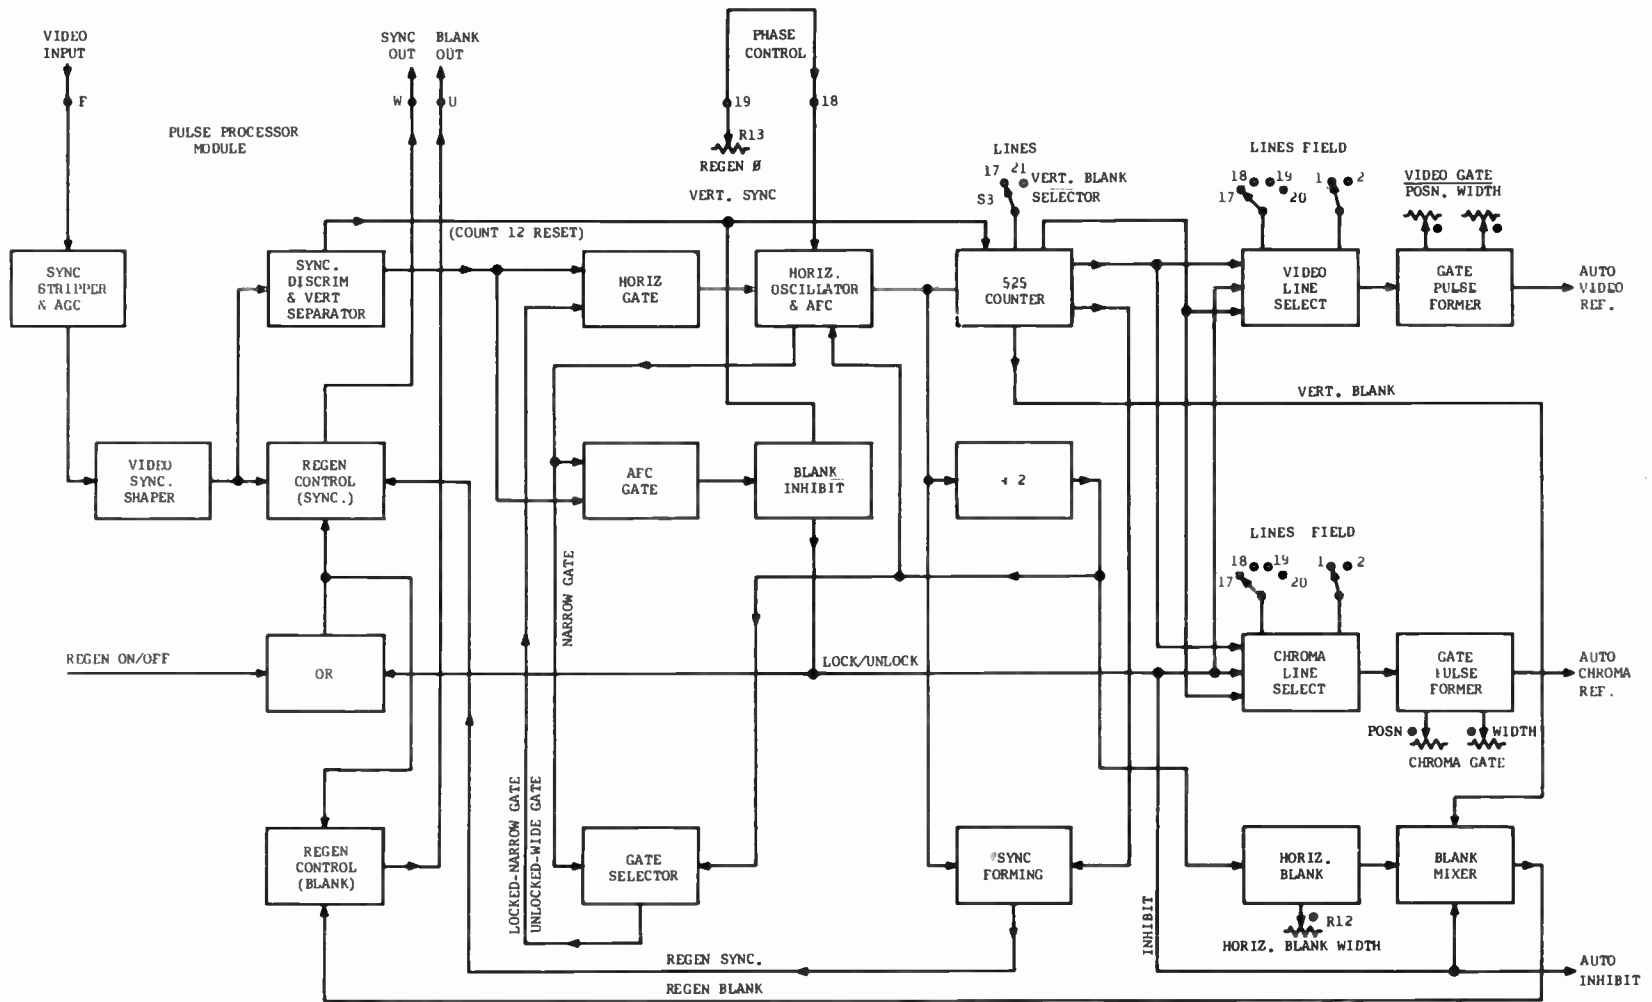 VIDEO
INPUT
F
SYNC
OUT
BLANK
OUT
W
U
PULSE PROCESSOR
MODULE
PHASE
CONTROL
19
18
R13
REGEN Ø
VERT. SYNC
(COUNT 12 RESET)
LINES
17 21
S3
VERT. BLANK
SELECTOR
LINES FIELD
18 19
17 20
1 2
VIDEO GATE
POSN. WIDTH
SYNC
STRIPPER
& AGC
SYNC.
DISCRIM
& VERT
SEPARATOR
HORIZ
GATE
HORIZ.
OSCILLATOR
& AFC
525
COUNTER
VIDEO
LINE
SELECT
GATE
PULSE
FORMER
AUTO
VIDEO
REF.
VERT. BLANK
VIDEO
SYNC.
SHAPER
REGEN
CONTROL
(SYNC.)
AFC
GATE
BLANK
INHIBIT
÷ 2
LINES FIELD
18 19
17 20
1 2
NARROW GATE
REGEN ON/OFF
OR
LOCK/UNLOCK
CHROMA
LINE
SELECT
GATE
PULSE
FORMER
AUTO
CHROMA
REF.
POSN
WIDTH
CHROMA GATE
LOCKED-NARROW GATE
UNLOCKED-WIDE GATE
REGEN
CONTROL
(BLANK)
GATE
SELECTOR
SYNC
FORMING
HORIZ.
BLANK
BLANK
MIXER
INHIBIT
R12
HORIZ. BLANK WIDTH
REGEN SYNC.
REGEN BLANK
AUTO
INHIBIT